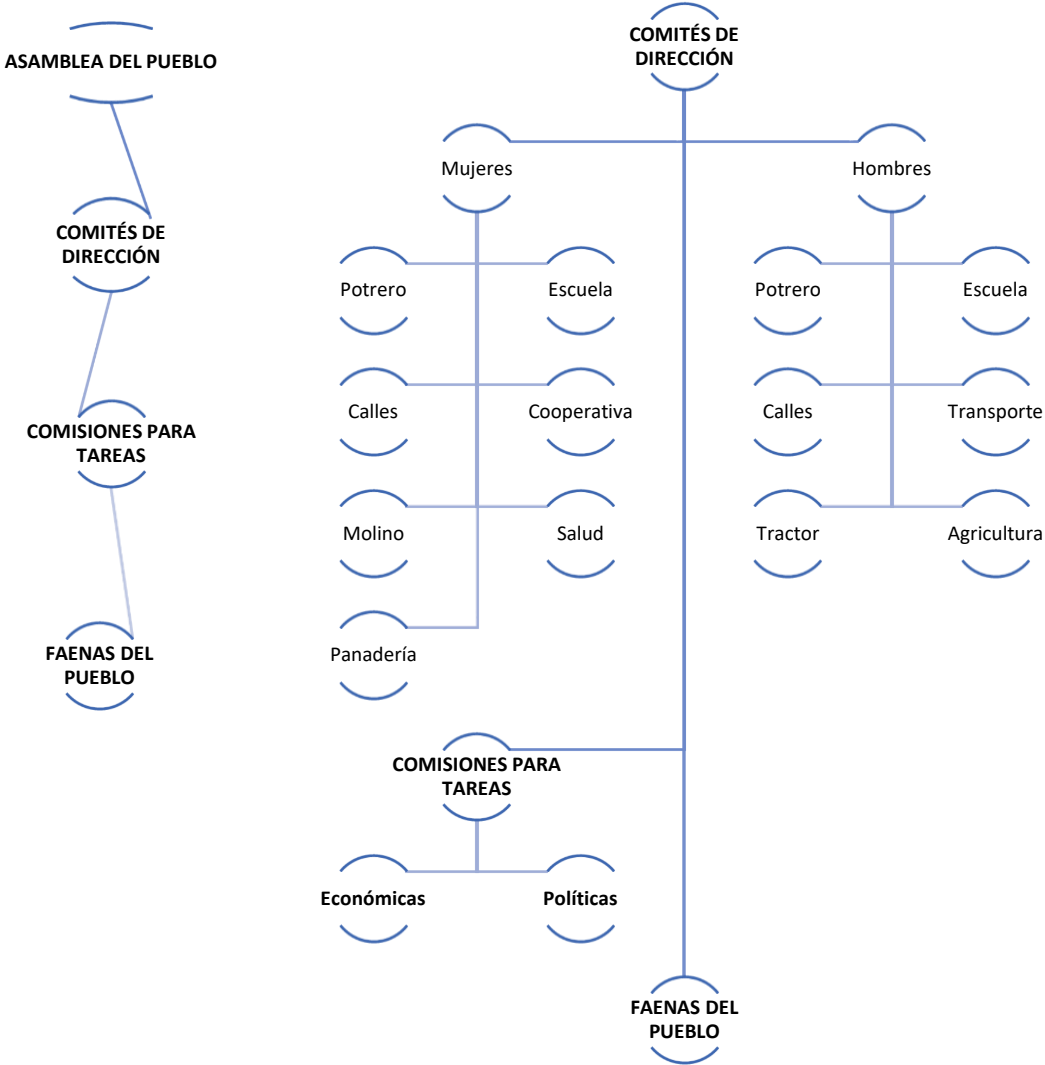 ASAMBLEA DEL PUEBLO
COMITÉS DE
DIRECCIÓN
COMISIONES PARA
TAREAS
FAENAS DEL
PUEBLO
COMITÉS DE
DIRECCIÓN
Mujeres
Hombres
Potrero
Escuela
Calles
Cooperativa
Molino
Salud
Panadería
Potrero
Escuela
Calles
Transporte
Tractor
Agricultura
COMISIONES PARA
TAREAS
Económicas
Políticas
FAENAS DEL
PUEBLO